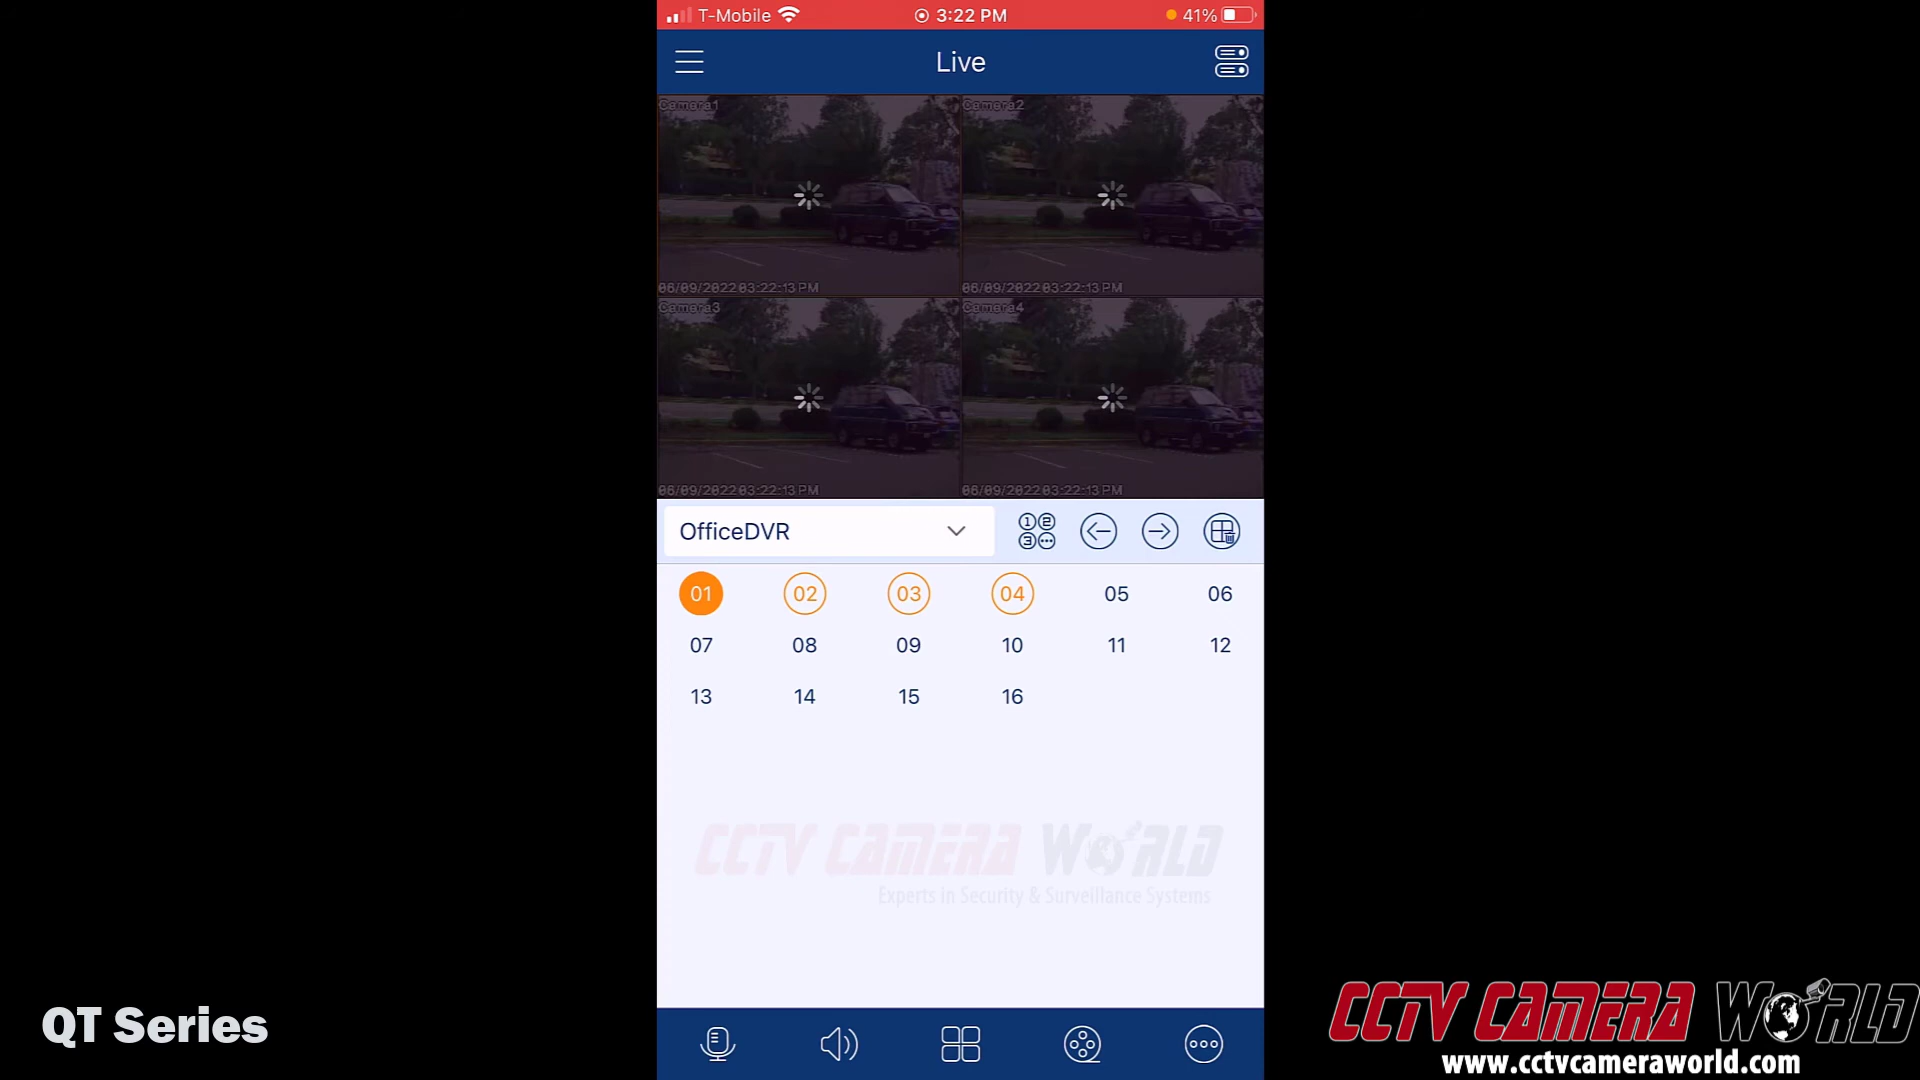 T-Mobile 3:22 PM 41%
Live
Camera1 Camera2
06/09/2022 03:22:13 PM 06/09/2022 03:22:13 PM
Camera3 Camera4
06/09/2022 03:22:13 PM 06/09/2022 03:22:13 PM
OfficeDVR 1 2 3
01 02 03 04 05 06
07 08 09 10 11 12
13 14 15 16
CCTV CAMERA WORLD
Experts in Security & Surveillance Systems
QT Series
CCTV CAMERA WORLD
www.cctvcameraworld.com